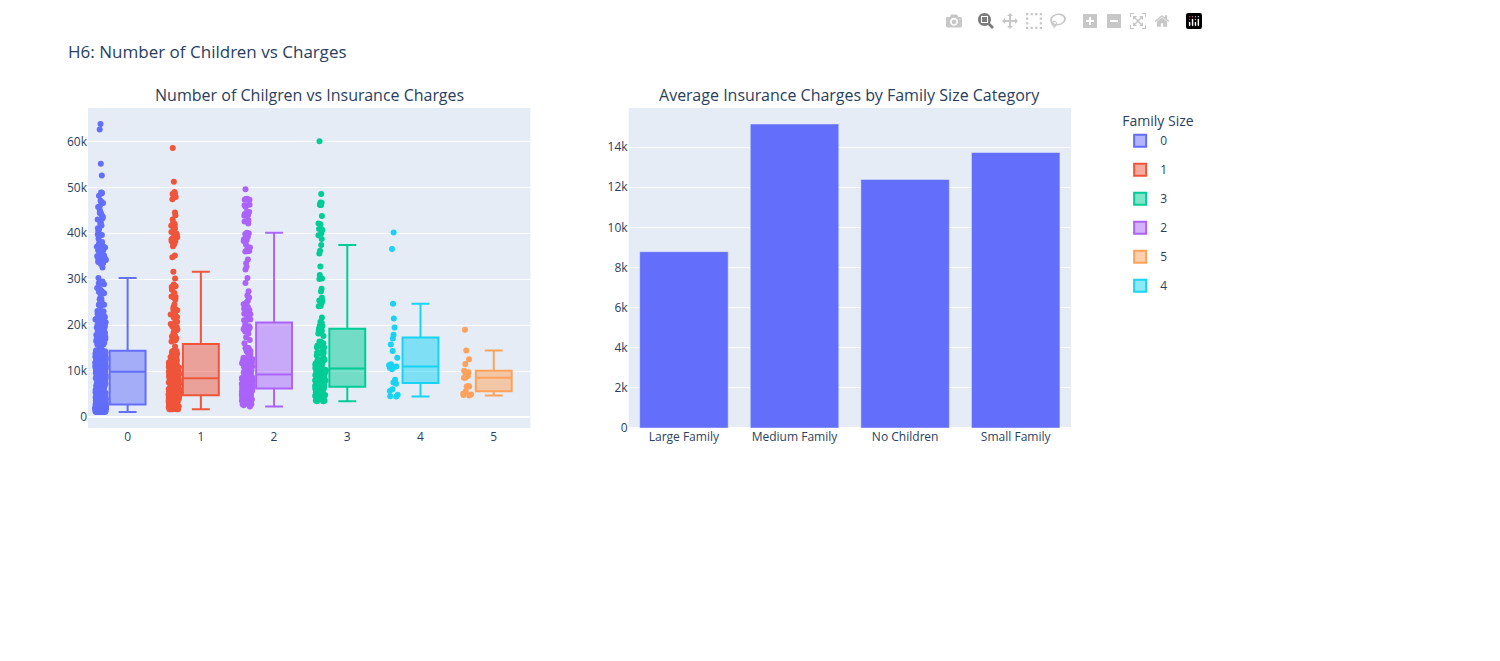 H6: Number of Children vs Charges
Number of Chilgren vs Insurance Charges
60k
50k
40k
30k
20k
10k
0
0 1 2 3 4 5
Average Insurance Charges by Family Size Category
14k
12k
10k
8k
6k
4k
2k
0
Large Family Medium Family No Children Small Family
Family Size
0
1
3
2
5
4